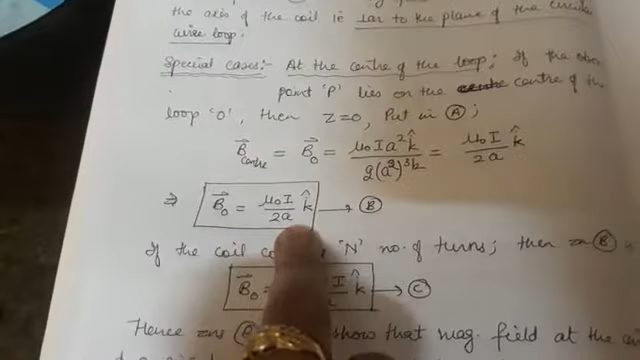 the axis of the coil is ⊥ar to the plane of the circular
wire loop.
Special cases:- At the centre of the loop; If the
point 'P' lies on the centre of the
loop 'O', then Z=0, Put in Ⓐ;
B⃗centre = B⃗₀ = μ₀Ia²k̂ / 2(a²)^3/2 = μ₀I/2a k̂
⇒ B⃗₀ = μ₀I/2a k̂ → Ⓑ
If the coil 'N' no. of turns; then Ⓑ
B⃗₀ = I k̂ → Ⓒ
Hence show that mag. field at the